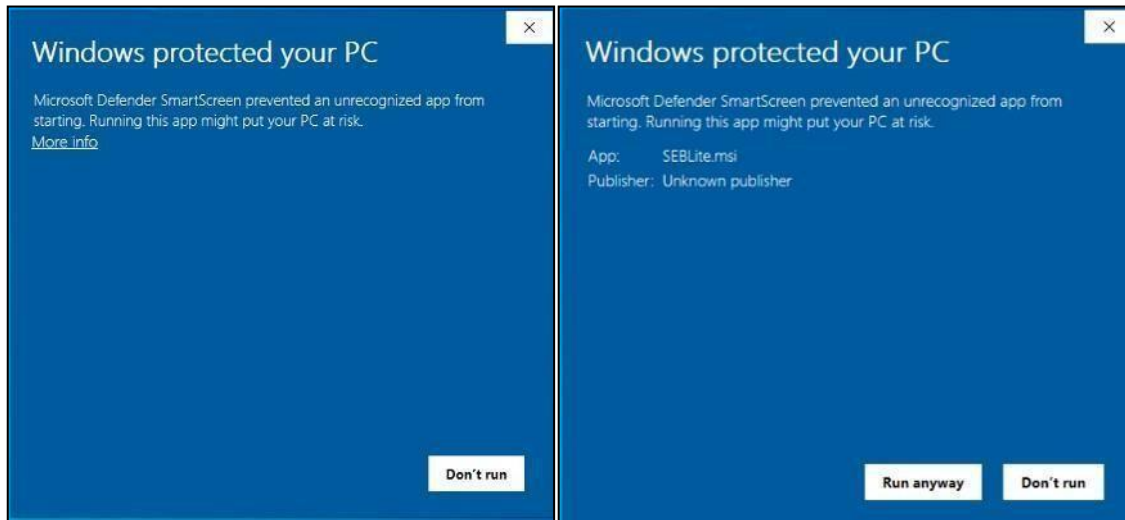 Windows protected your PC
Microsoft Defender SmartScreen prevented an unrecognized app from
starting. Running this app might put your PC at risk.
More info
Don't run
Windows protected your PC
Microsoft Defender SmartScreen prevented an unrecognized app from
starting. Running this app might put your PC at risk.
App: SEBLite.msi
Publisher: Unknown publisher
Run anyway Don't run